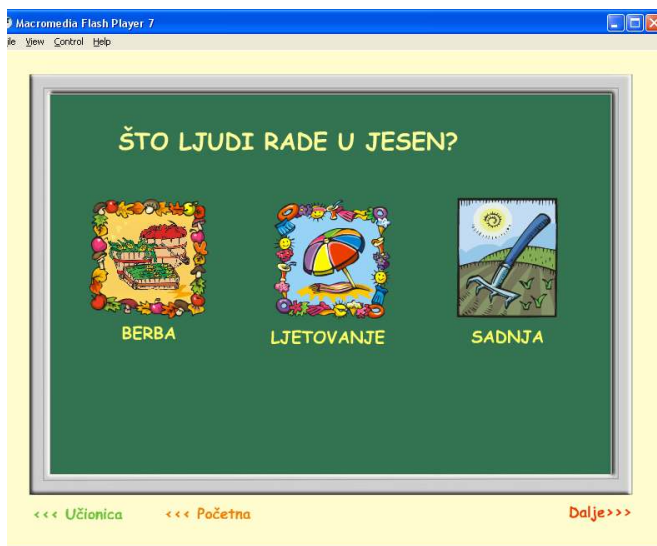 Macromedia Flash Player 7
ile View Control Help
ŠTO LJUDI RADE U JESEN?
BERBA
LJETOVANJE
SADNJA
<<< Učionica
<<< Početna
Dalje>>>